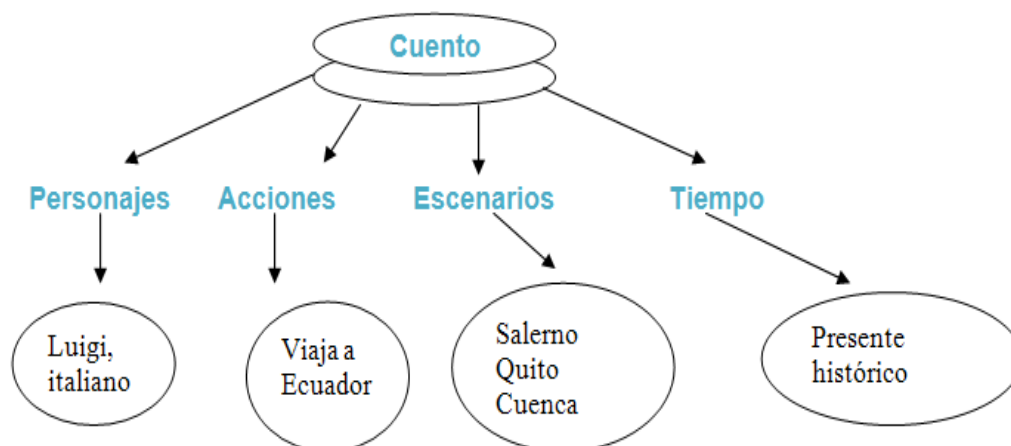 Cuento
Personajes
Acciones
Escenarios
Tiempo
Luigi,
italiano
Viaja a
Ecuador
Salerno
Quito
Cuenca
Presente
histórico